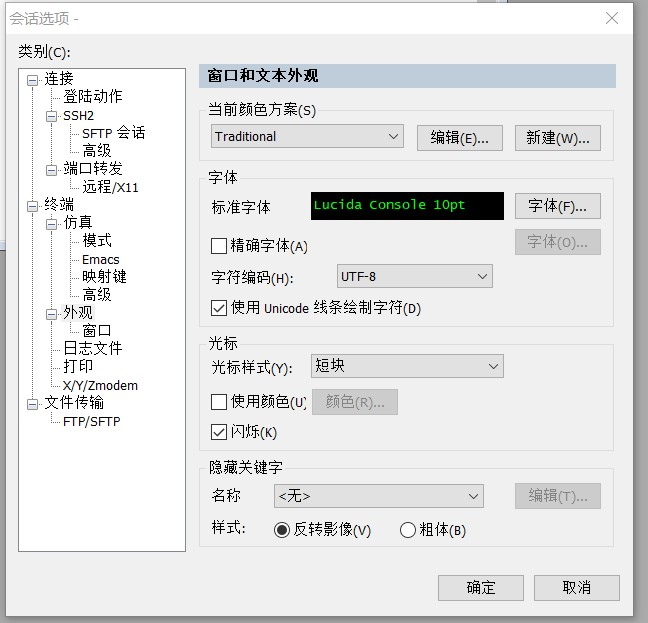 会话选项 -
类别(C):
连接
登陆动作
SSH2
SFTP 会话
高级
端口转发
远程/X11
终端
仿真
模式
Emacs
映射键
高级
外观
窗口
日志文件
打印
X/Y/Zmodem
文件传输
FTP/SFTP
窗口和文本外观
当前颜色方案(S)
Traditional
编辑(E)...
新建(W)...
字体
标准字体
Lucida Console 10pt
字体(F)...
精确字体(A)
字体(O)...
字符编码(H):
UTF-8
使用 Unicode 线条绘制字符(D)
光标
光标样式(Y):
短块
使用颜色(U)
颜色(R)...
闪烁(K)
隐藏关键字
名称
<无>
编辑(T)...
样式:
反转影像(V)
粗体(B)
确定
取消